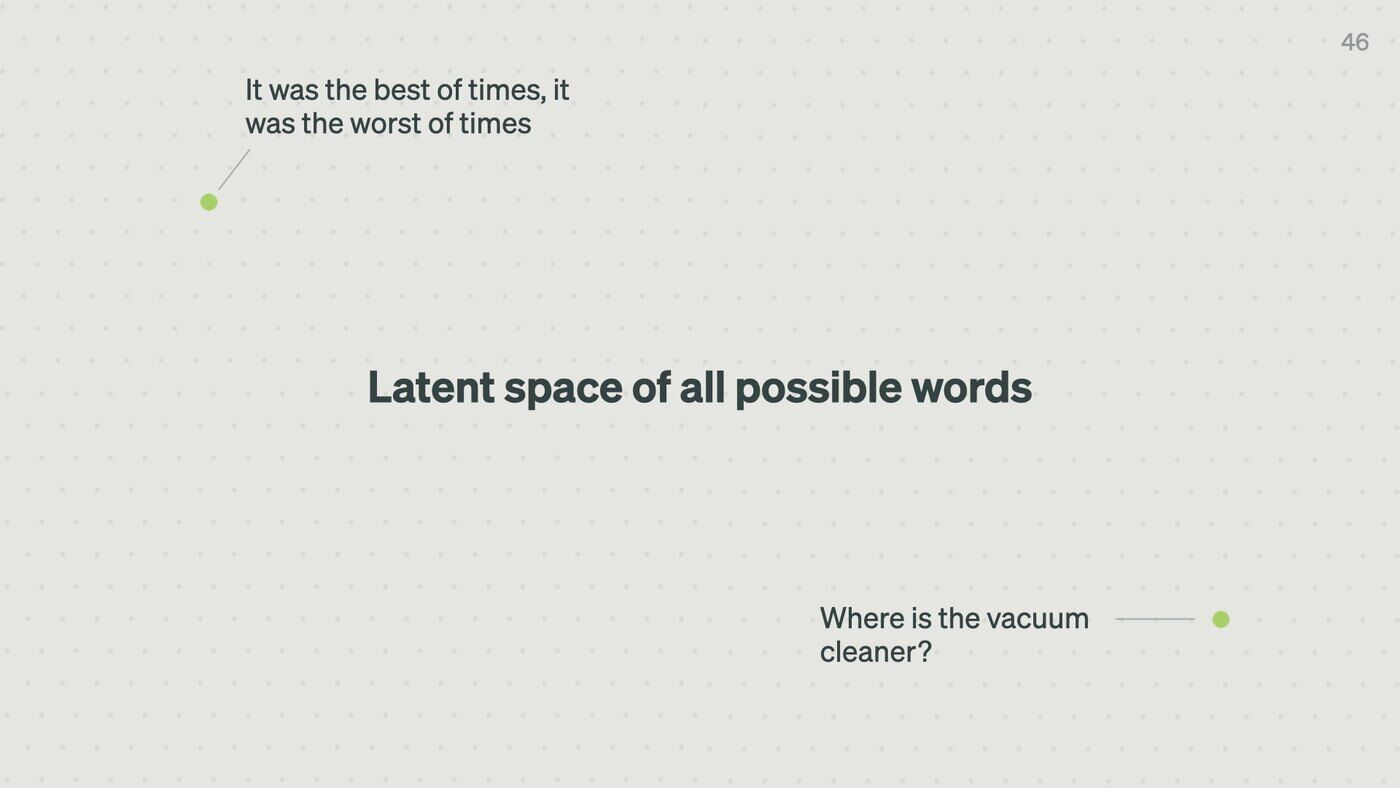 46
It was the best of times, it
was the worst of times
Latent space of all possible words
Where is the vacuum
cleaner?